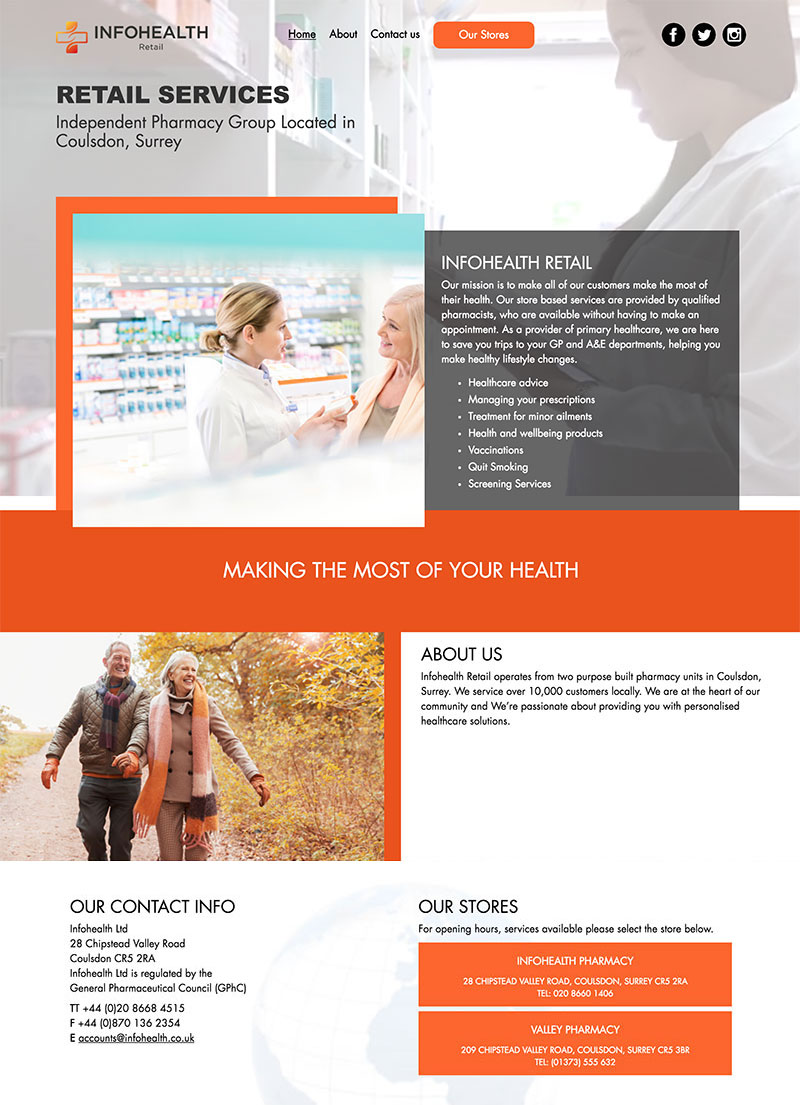 INFOHEALTH
Retail
Home About Contact us Our Stores
RETAIL SERVICES
Independent Pharmacy Group Located in
Coulsdon, Surrey
INFOHEALTH RETAIL
Our mission is to make all of our customers make the most of
their health. Our store based services are provided by qualified
pharmacists, who are available without having to make an
appointment. As a provider of primary healthcare, we are here
to save you trips to your GP and A&E departments, helping you
make healthy lifestyle changes.
• Healthcare advice
• Managing your prescriptions
• Treatment for minor ailments
• Health and wellbeing products
• Vaccinations
• Quit Smoking
• Screening Services
MAKING THE MOST OF YOUR HEALTH
ABOUT US
Infohealth Retail operates from two purpose built pharmacy units in Coulsdon,
Surrey. We service over 10,000 customers locally. We are at the heart of our
community and We’re passionate about providing you with personalised
healthcare solutions.
OUR CONTACT INFO
Infohealth Ltd
28 Chipstead Valley Road
Coulsdon CR5 2RA
Infohealth Ltd is regulated by the
General Pharmaceutical Council (GPhC)
TT +44 (0)20 8668 4515
F +44 (0)870 136 2354
E accounts@infohealth.co.uk
OUR STORES
For opening hours, services available please select the store below.
INFOHEALTH PHARMACY
28 CHIPSTEAD VALLEY ROAD, COULSDON, SURREY CR5 2RA
TEL: 020 8660 1406
VALLEY PHARMACY
209 CHIPSTEAD VALLEY ROAD, COULSDON, SURREY CR5 3BR
TEL: (01373) 555 632